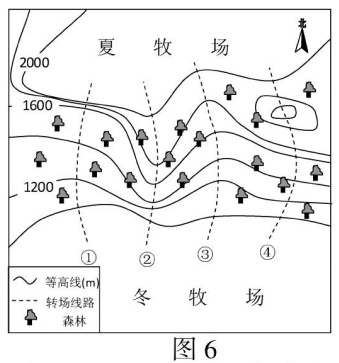 北
夏 牧 场
2000
1600
1200
① ② ③ ④
冬 牧 场
等高线(m)
转场线路
森林
图 6